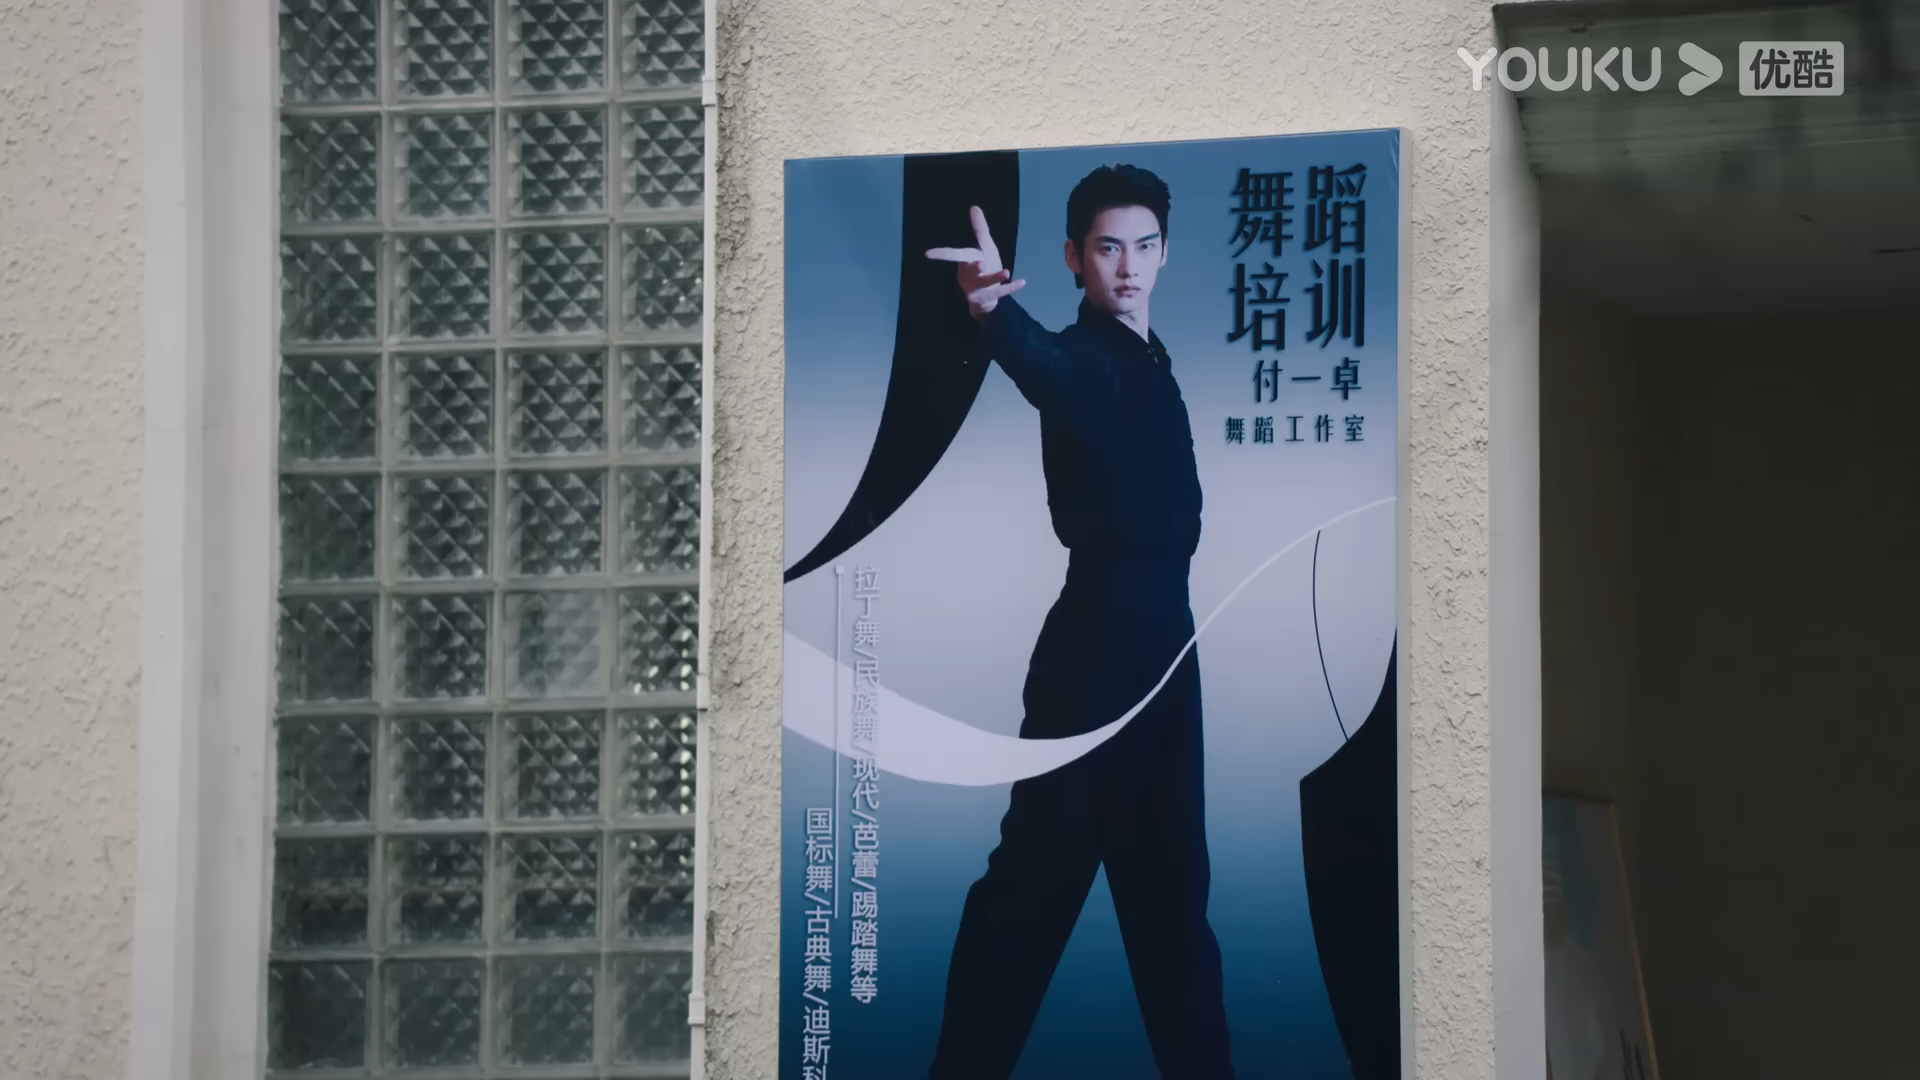 YOUKU 优酷
舞蹈
培训
付一卓
舞蹈工作室
拉丁舞/民族舞/现代/芭蕾/踢踏舞等
国标舞/古典舞/迪斯科